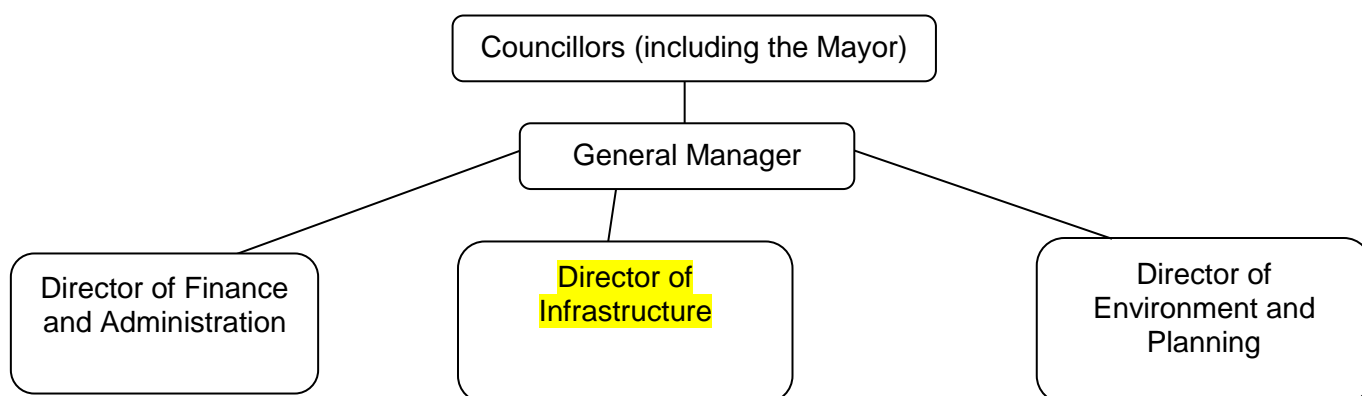 Councillors (including the Mayor)
General Manager
Director of Finance
and Administration
Director of
Infrastructure
Director of
Environment and
Planning